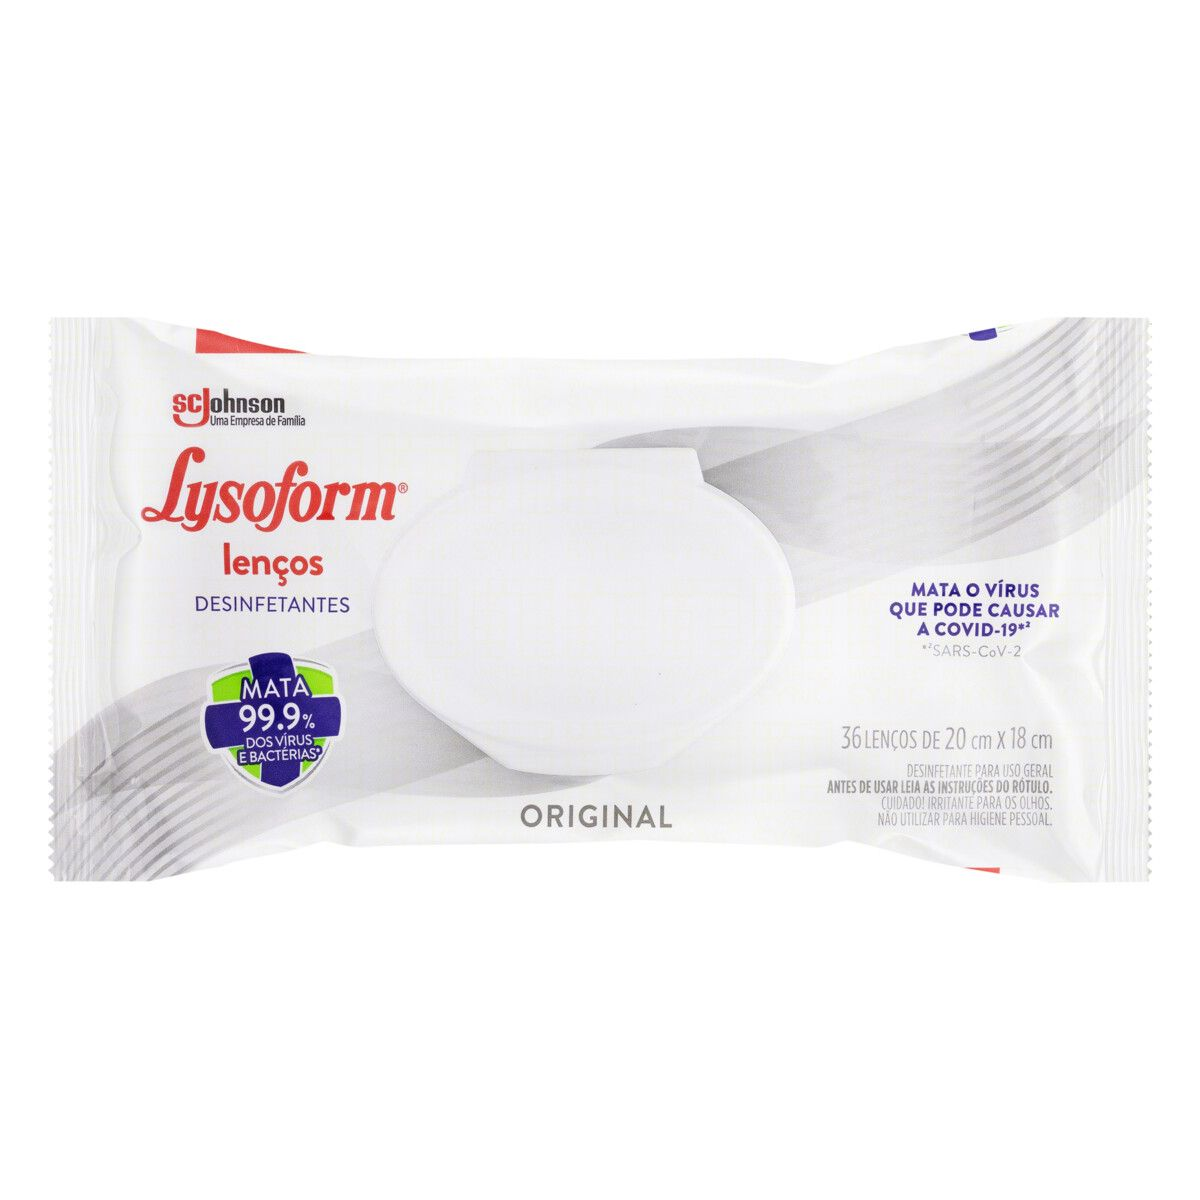 SCJohnson
Uma Empresa de Família
Lysoform®
lenços
DESINFETANTES
MATA
99.9%
DOS VÍRUS
E BACTÉRIAS*
ORIGINAL
MATA O VÍRUS
QUE PODE CAUSAR
A COVID-19*²
*²SARS-CoV-2
36 LENÇOS DE 20 cm X 18 cm
DESINFETANTE PARA USO GERAL
ANTES DE USAR LEIA AS INSTRUÇÕES DO RÓTULO.
CUIDADO! IRRITANTE PARA OS OLHOS.
NÃO UTILIZAR PARA HIGIENE PESSOAL.